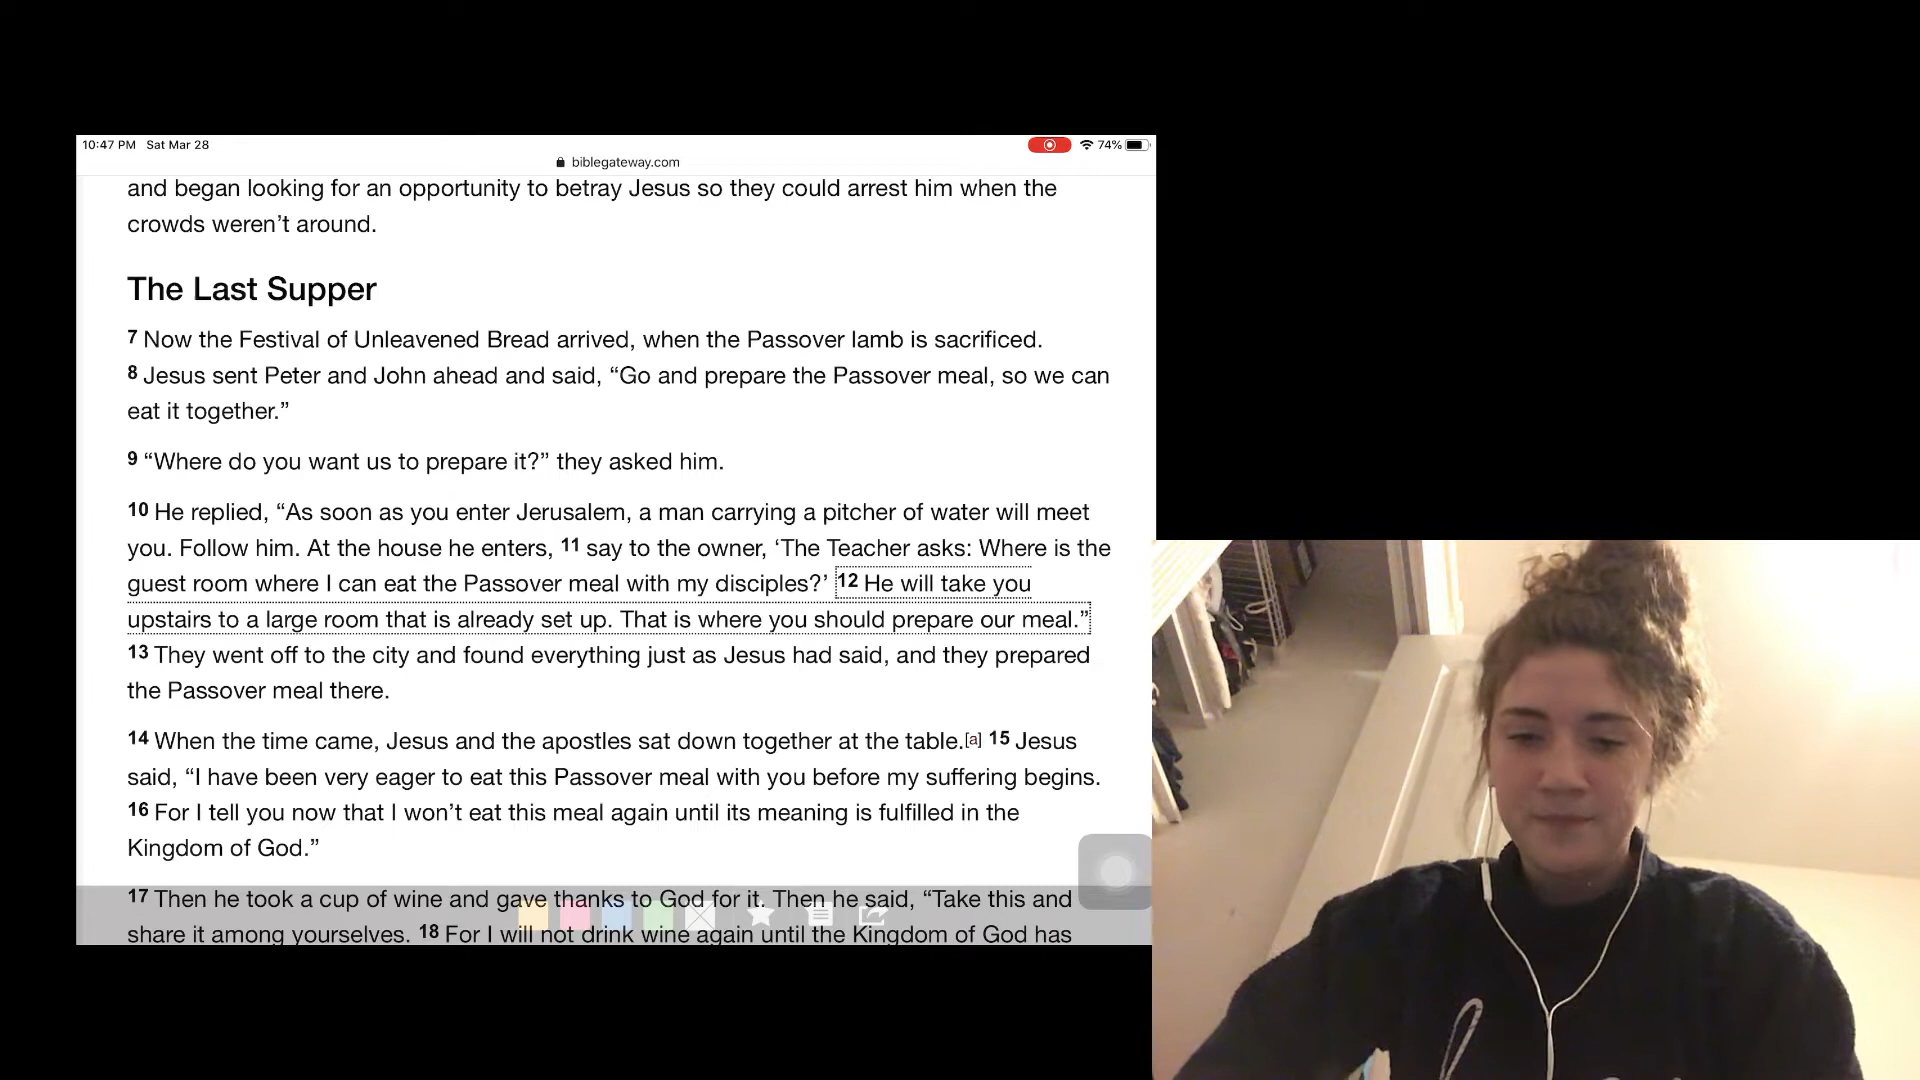 10:47 PM Sat Mar 28
74%
biblegateway.com
and began looking for an opportunity to betray Jesus so they could arrest him when the
crowds weren’t around.
The Last Supper
7 Now the Festival of Unleavened Bread arrived, when the Passover lamb is sacrificed.
8 Jesus sent Peter and John ahead and said, “Go and prepare the Passover meal, so we can
eat it together.”
9 “Where do you want us to prepare it?” they asked him.
10 He replied, “As soon as you enter Jerusalem, a man carrying a pitcher of water will meet
you. Follow him. At the house he enters, 11 say to the owner, ‘The Teacher asks: Where is the
guest room where I can eat the Passover meal with my disciples?’ 12 He will take you
upstairs to a large room that is already set up. That is where you should prepare our meal.”
13 They went off to the city and found everything just as Jesus had said, and they prepared
the Passover meal there.
14 When the time came, Jesus and the apostles sat down together at the table.[a] 15 Jesus
said, “I have been very eager to eat this Passover meal with you before my suffering begins.
16 For I tell you now that I won’t eat this meal again until its meaning is fulfilled in the
Kingdom of God.”
17 Then he took a cup of wine and gave thanks to God for it. Then he said, “Take this and
share it among yourselves. 18 For I will not drink wine again until the Kingdom of God has